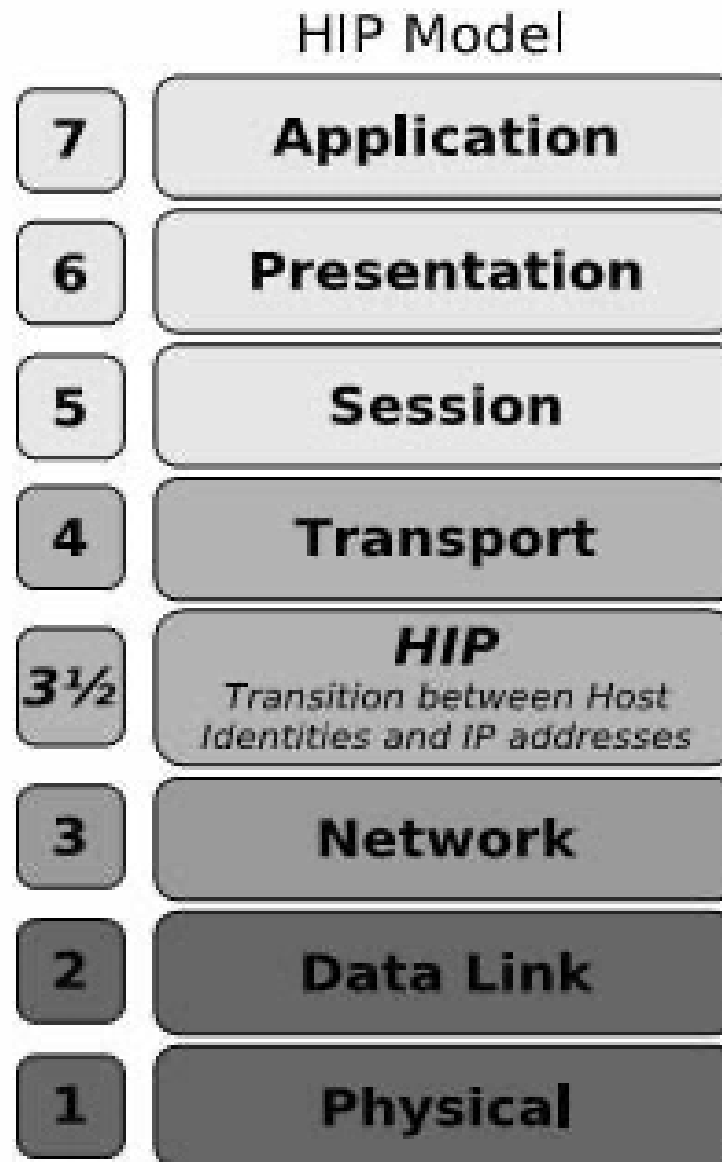 HIP Model
7 Application
6 Presentation
5 Session
4 Transport
3½ HIP
Transition between Host
Identities and IP addresses
3 Network
2 Data Link
1 Physical